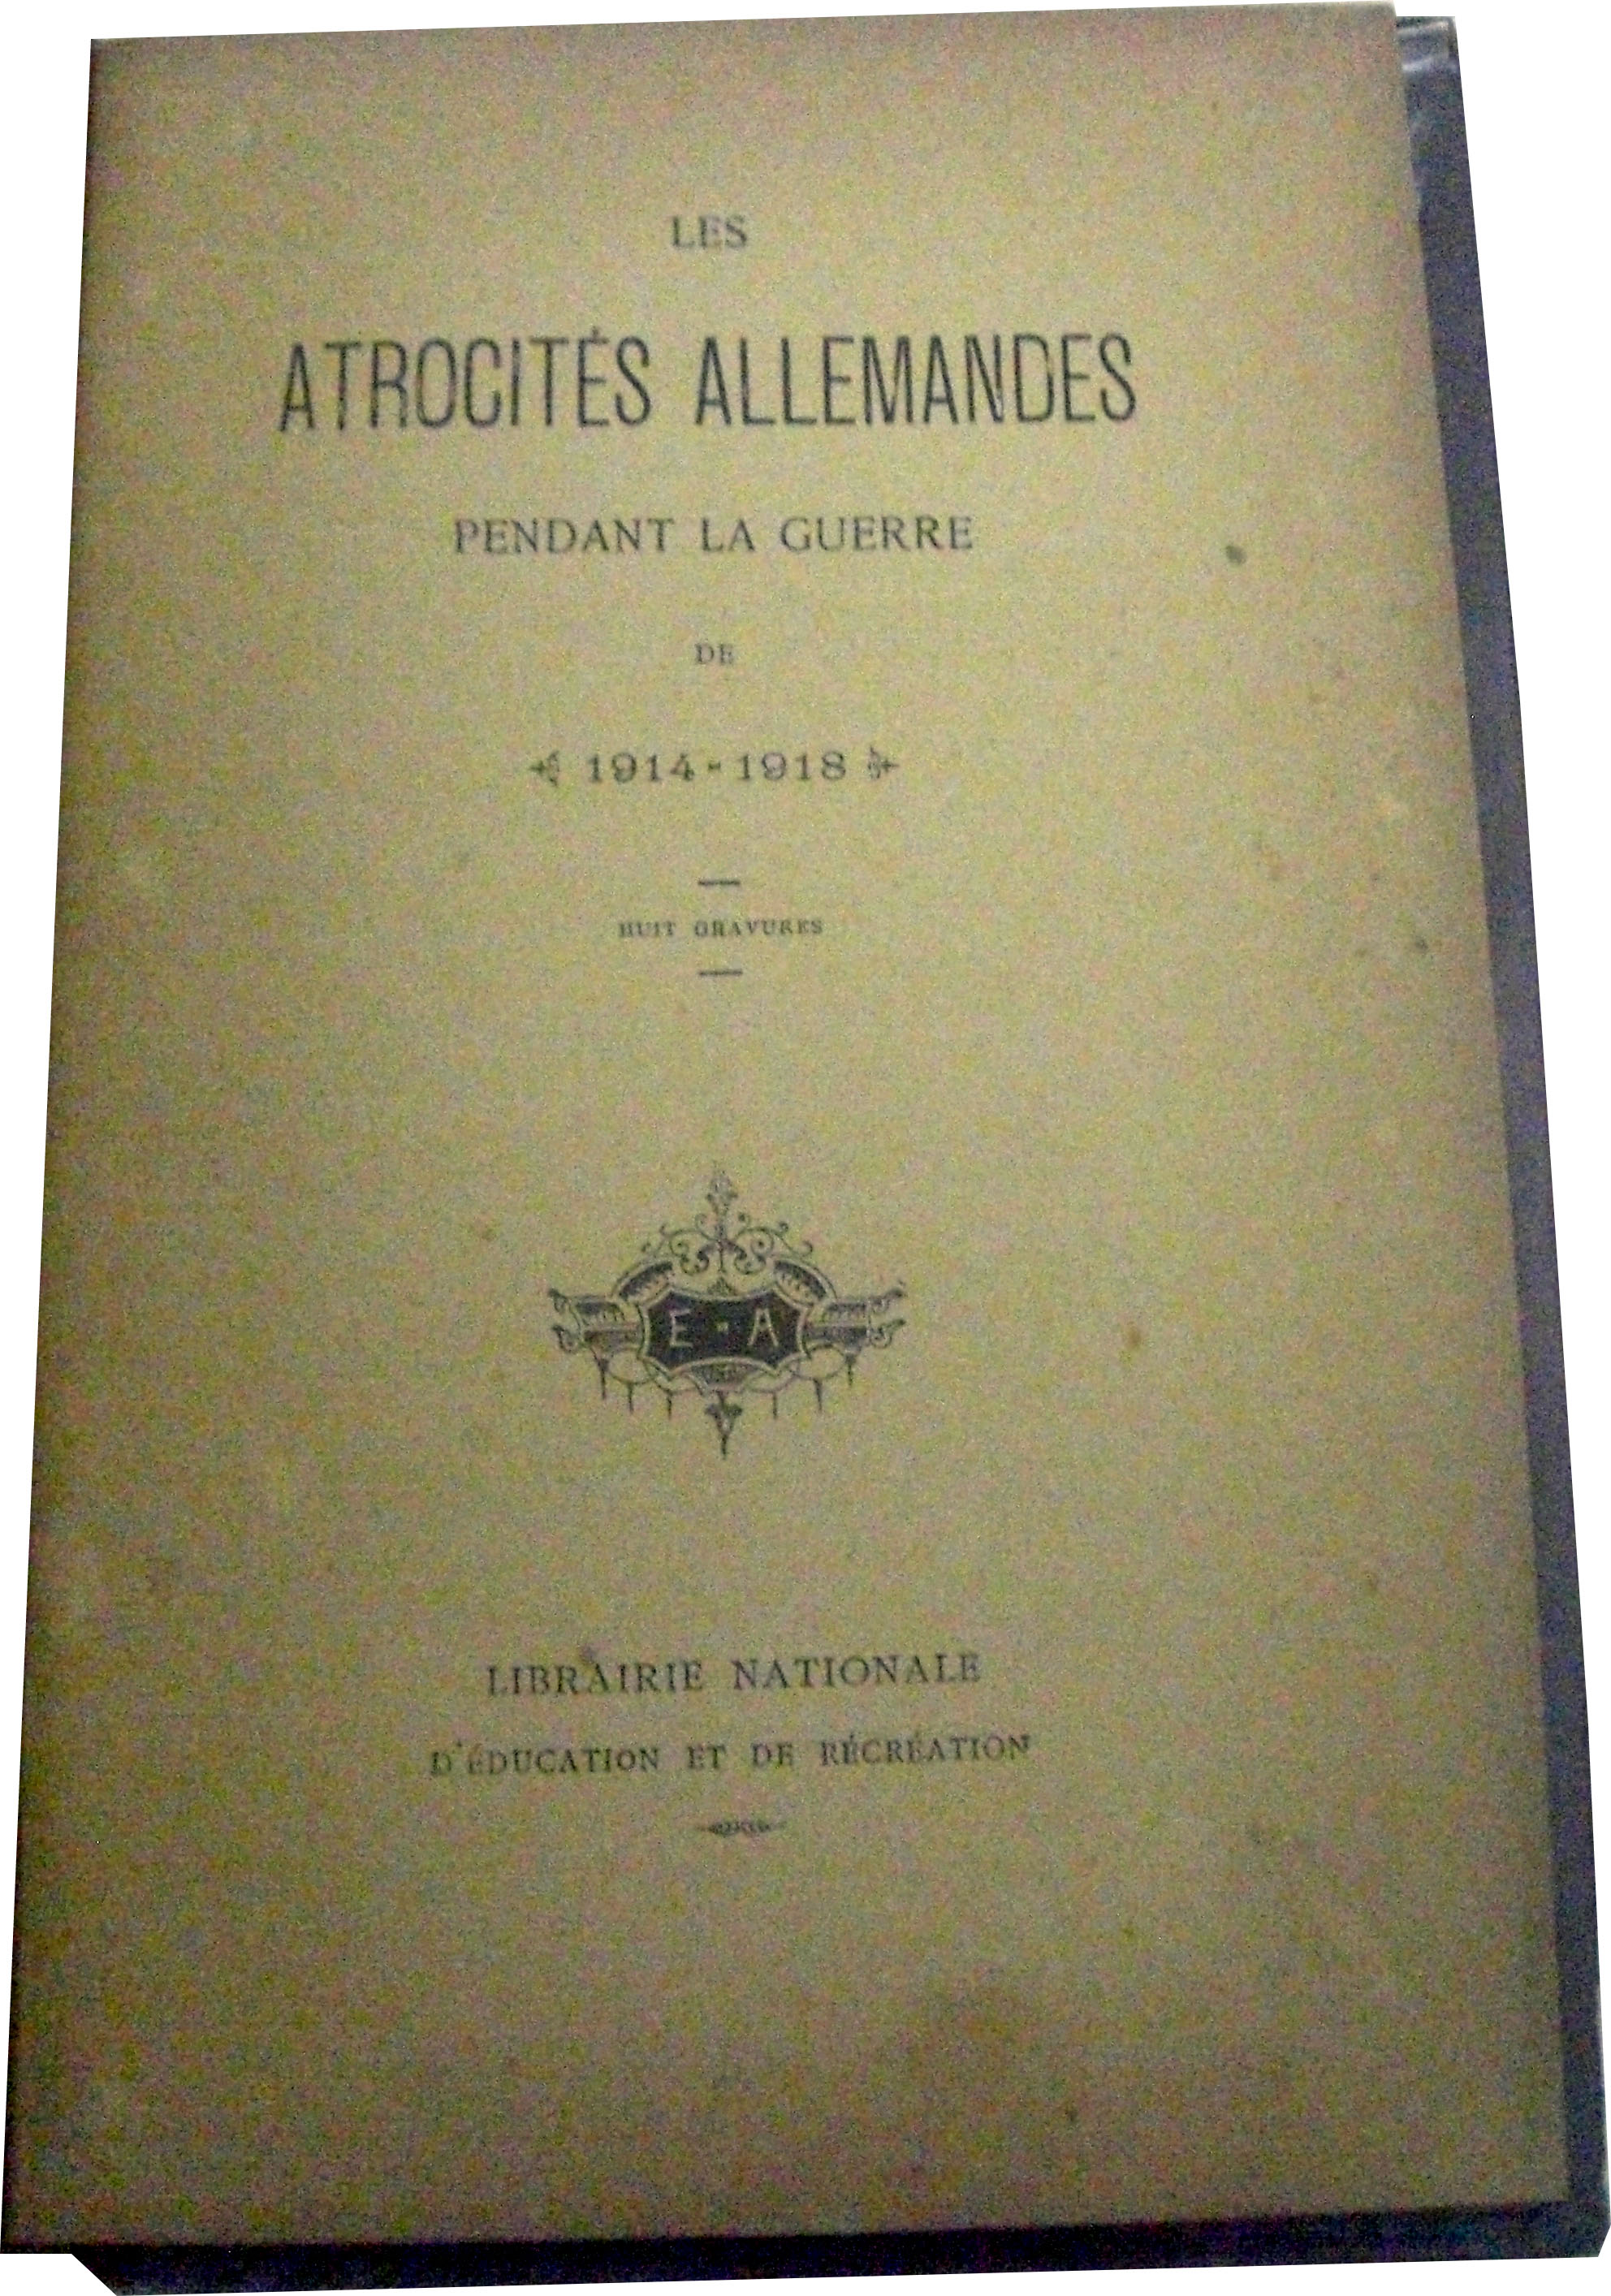 LES
ATROCITÉS ALLEMANDES
PENDANT LA GUERRE
DE
1914-1918
HUIT GRAVURES
E-A
LIBRAIRIE NATIONALE
D'ÉDUCATION ET DE RÉCRÉATION